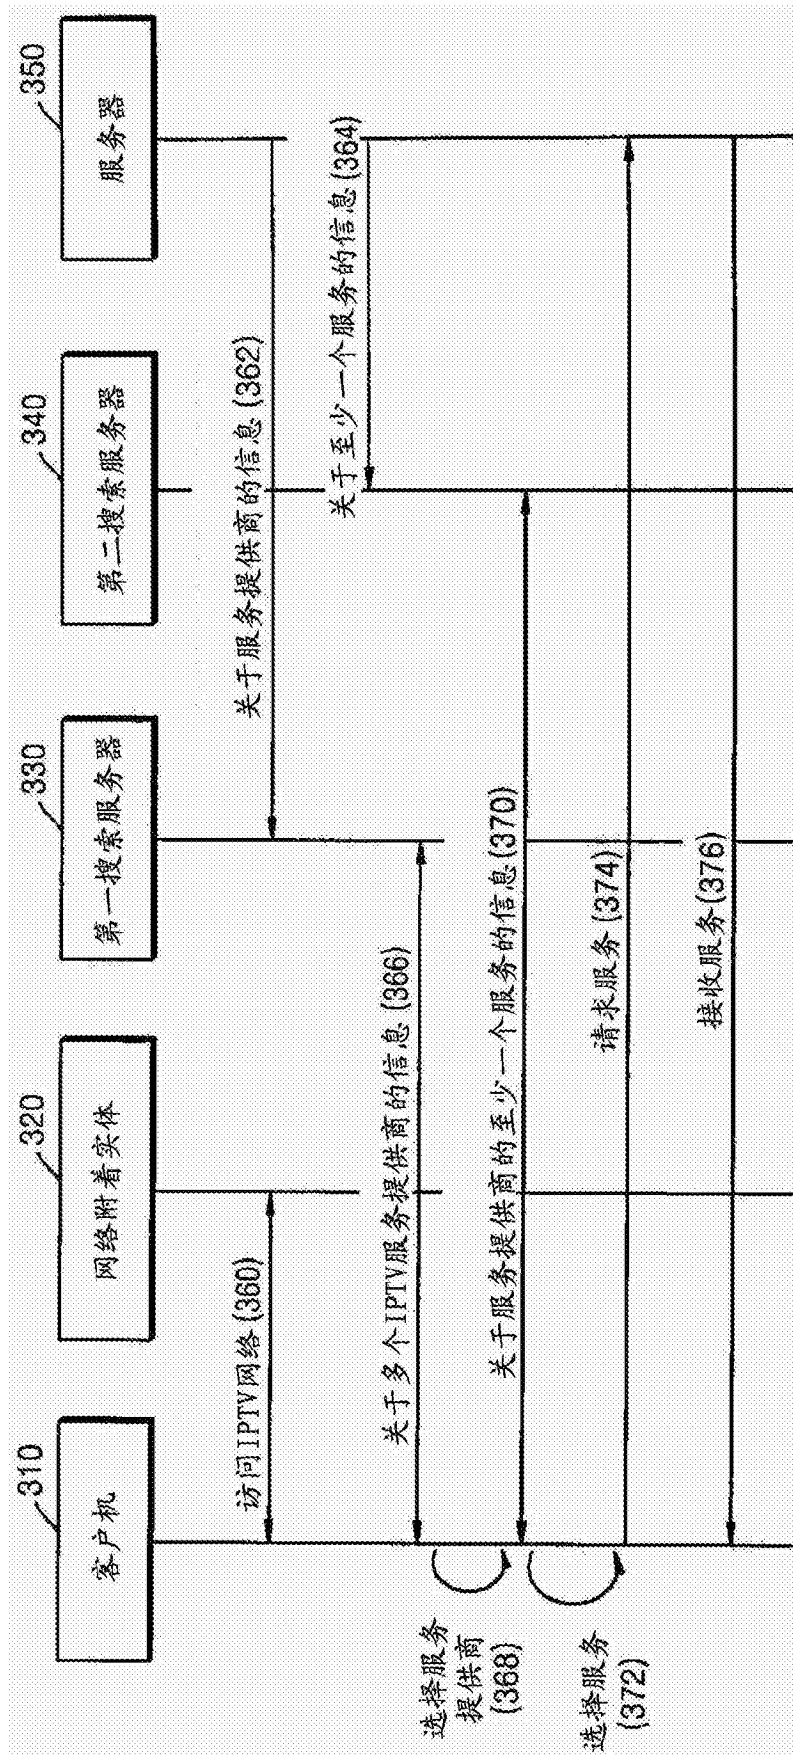 310
320
330
340
350
客户机
网络附着实体
第一搜索服务器
第二搜索服务器
服务器
访问IPTV网络(360)
关于服务提供商的信息(362)
关于至少一个服务的信息(364)
关于多个IPTV服务提供商的信息(366)
选择服务
提供商
(368)
关于服务提供商的至少一个服务的信息(370)
选择服务
(372)
请求服务(374)
接收服务(376)